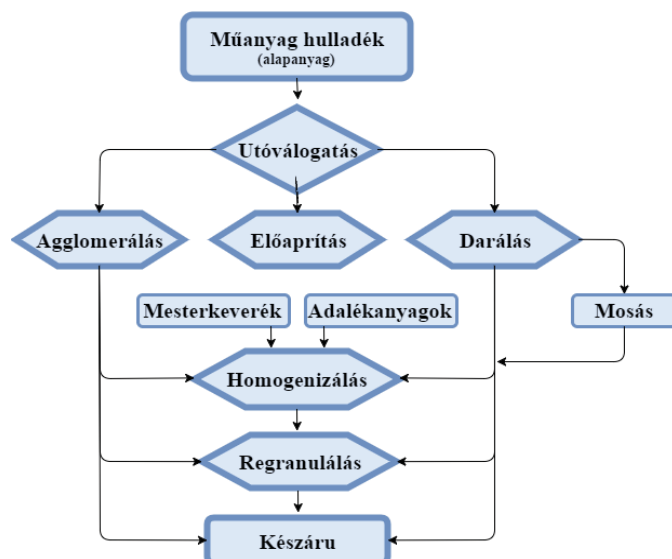 Műanyag hulladék
(alapanyag)
Utóválogatás
Agglomerálás
Előaprítás
Darálás
Mesterkeverék
Adalékanyagok
Mosás
Homogenizálás
Regranulálás
Készáru